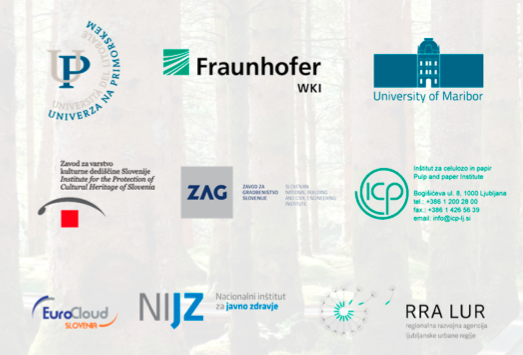 UP
UNIVERSITÀ DEL LITORALE
UNIVERZA NA PRIMORSKEM
Fraunhofer
WKI
University of Maribor
Zavod za varstvo
kulturne dediščine Slovenije
Institute for the Protection of
Cultural Heritage of Slovenia
ZAG
ZAVOD ZA
GRADBENIŠTVO
SLOVENIJE
SLOVENIAN
NATIONAL BUILDING
AND CIVIL ENGINEERING
INSTITUTE
ICP
Inštitut za celulozo in papir
Pulp and paper Institute
Bogišićeva ul. 8, 1000 Ljubljana
tel.: +386 1 200 28 00
fax.: +386 1 426 56 39
email: info@icp-lj.si
EuroCloud
SLOVENIA
NIJZ
Nacionalni inštitut
za javno zdravje
RRA LUR
regionalna razvojna agencija
ljubljanske urbane regije